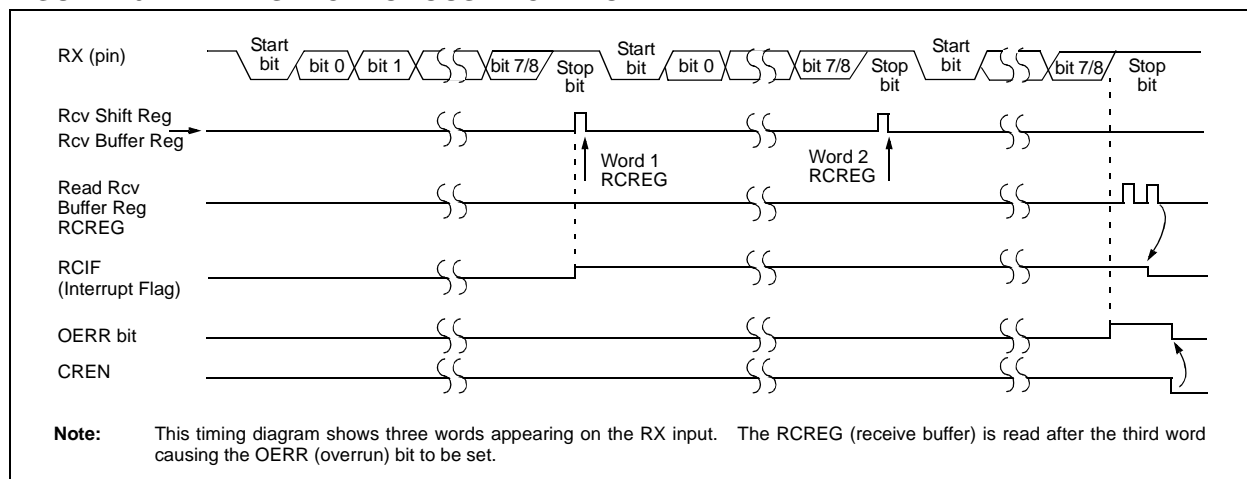 RX (pin)
Start
bit
bit 0
bit 1
bit 7/8
Stop
bit
Start
bit
bit 0
bit 7/8
Stop
bit
Start
bit
bit 7/8
Stop
bit
Rcv Shift Reg
Rcv Buffer Reg
Word 1
RCREG
Word 2
RCREG
Read Rcv
Buffer Reg
RCREG
RCIF
(Interrupt Flag)
OERR bit
CREN
Note: This timing diagram shows three words appearing on the RX input. The RCREG (receive buffer) is read after the third word
causing the OERR (overrun) bit to be set.